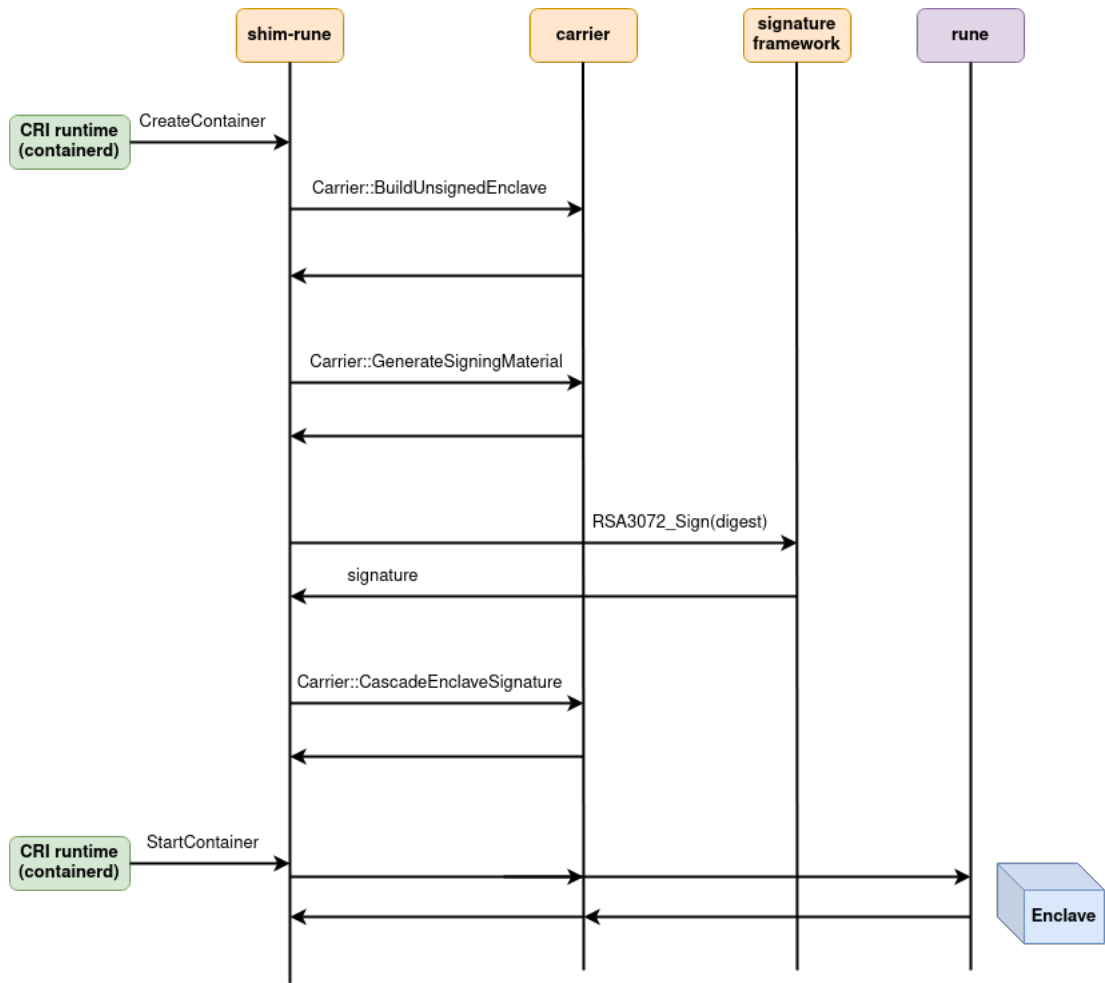 shim-rune
carrier
signature
framework
rune
CRI runtime
(containerd)
CreateContainer
Carrier::BuildUnsignedEnclave
Carrier::GenerateSigningMaterial
RSA3072_Sign(digest)
signature
Carrier::CascadeEnclaveSignature
CRI runtime
(containerd)
StartContainer
Enclave